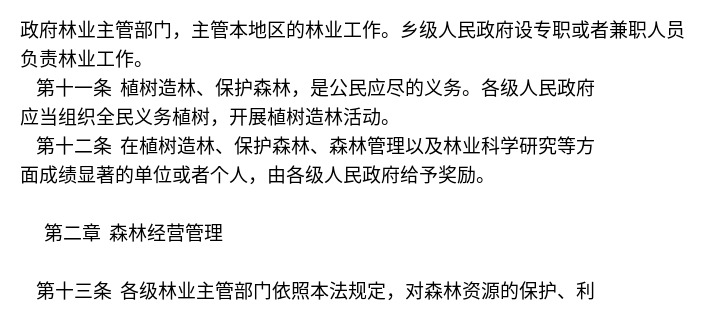 政府林业主管部门，主管本地区的林业工作。乡级人民政府设专职或者兼职人员
负责林业工作。
第十一条 植树造林、保护森林，是公民应尽的义务。各级人民政府
应当组织全民义务植树，开展植树造林活动。
第十二条 在植树造林、保护森林、森林管理以及林业科学研究等方
面成绩显著的单位或者个人，由各级人民政府给予奖励。
第二章 森林经营管理
第十三条 各级林业主管部门依照本法规定，对森林资源的保护、利